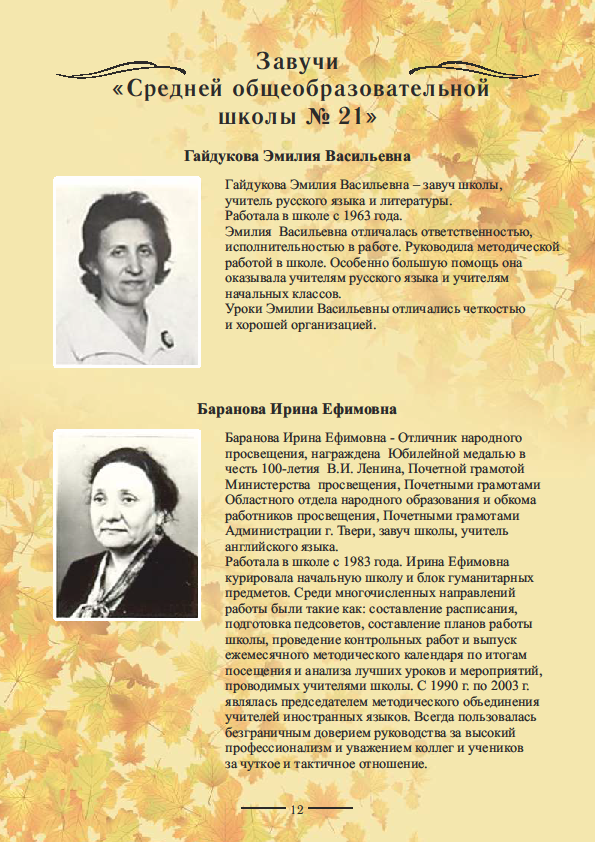 Завучи
«Средней общеобразовательной
школы № 21»
Гайдукова Эмилия Васильевна
Гайдукова Эмилия Васильевна – завуч школы,
учитель русского языка и литературы.
Работала в школе с 1963 года.
Эмилия Васильевна отличалась ответственностью,
исполнительностью в работе. Руководила методической
работой в школе. Особенно большую помощь она
оказывала учителям русского языка и учителям
начальных классов.
Уроки Эмилии Васильевны отличались четкостью
и хорошей организацией.
Баранова Ирина Ефимовна
Баранова Ирина Ефимовна - Отличник народного
просвещения, награждена Юбилейной медалью в
честь 100-летия В.И. Ленина, Почетной грамотой
Министерства просвещения, Почетными грамотами
Областного отдела народного образования и обкома
работников просвещения, Почетными грамотами
Администрации г. Твери, завуч школы, учитель
английского языка.
Работала в школе с 1983 года. Ирина Ефимовна
курировала начальную школу и блок гуманитарных
предметов. Среди многочисленных направлений
работы были такие как: составление расписания,
подготовка педсоветов, составление планов работы
школы, проведение контрольных работ и выпуск
ежемесячного методического календаря по итогам
посещения и анализа лучших уроков и мероприятий,
проводимых учителями школы. С 1990 г. по 2003 г.
являлась председателем методического объединения
учителей иностранных языков. Всегда пользовалась
безграничным доверием руководства за высокий
профессионализм и уважением коллег и учеников
за чуткое и тактичное отношение.
12